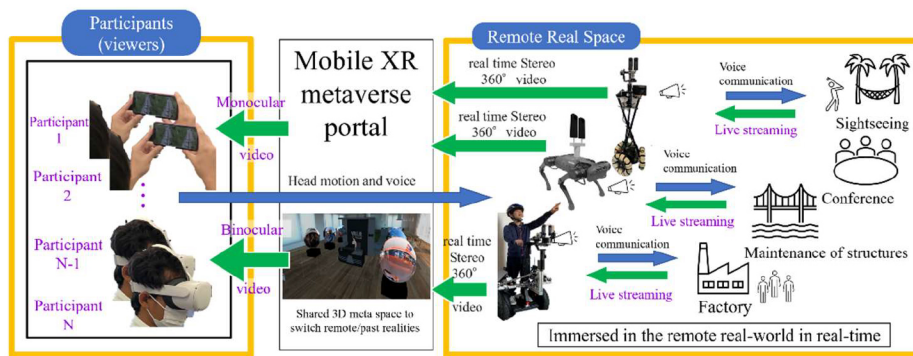 Participants
(viewers)
Participant
1
Participant
2
Participant
N-1
Participant
N
Monocular
video
Binocular
video
Mobile XR
metaverse
portal
Head motion and voice
Shared 3D meta space to
switch remote/past realities
Remote Real Space
real time Stereo
360° video
real time Stereo
360° video
real time
Stereo
360°
video
Voice
communication
Live streaming
Sightseeing
Voice
communication
Live streaming
Conference
Maintenance of structures
Voice
communication
Live streaming
Factory
Immersed in the remote real-world in real-time